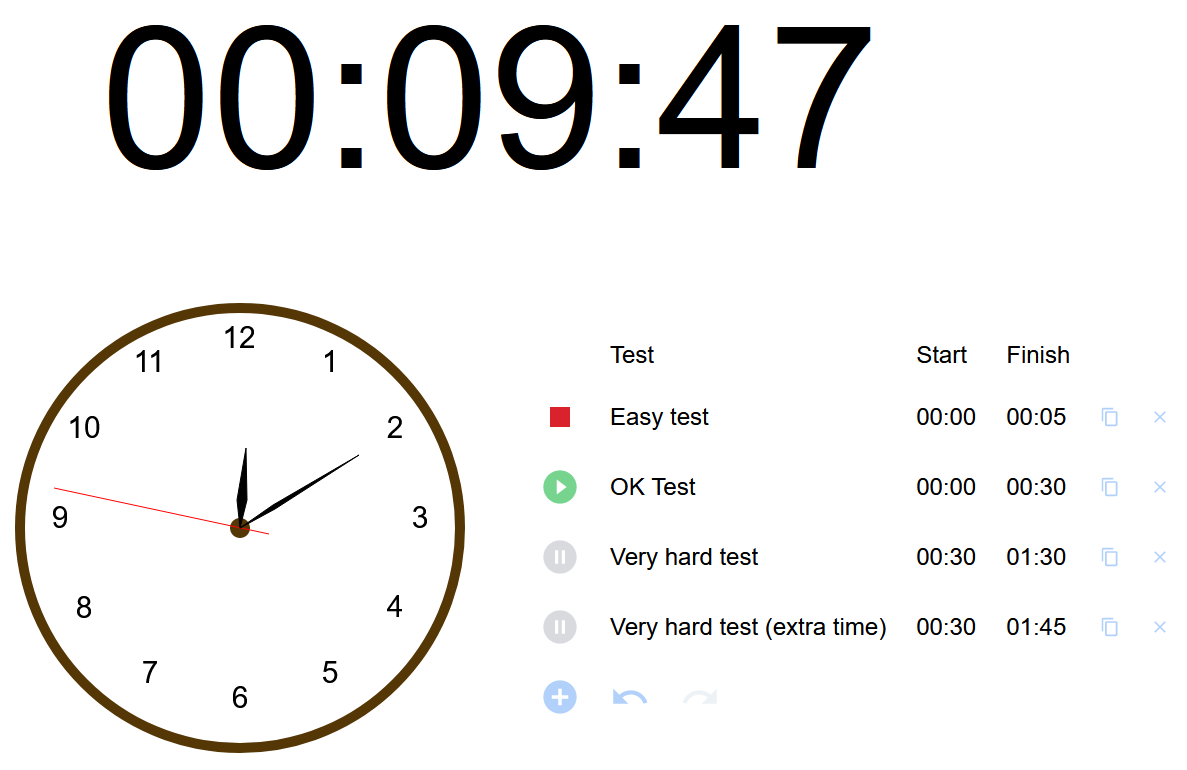 00:09:47
12
11 1
10 2
9 3
8 4
7 5
6
Test Start Finish
Easy test 00:00 00:05
OK Test 00:00 00:30
Very hard test 00:30 01:30
Very hard test (extra time) 00:30 01:45